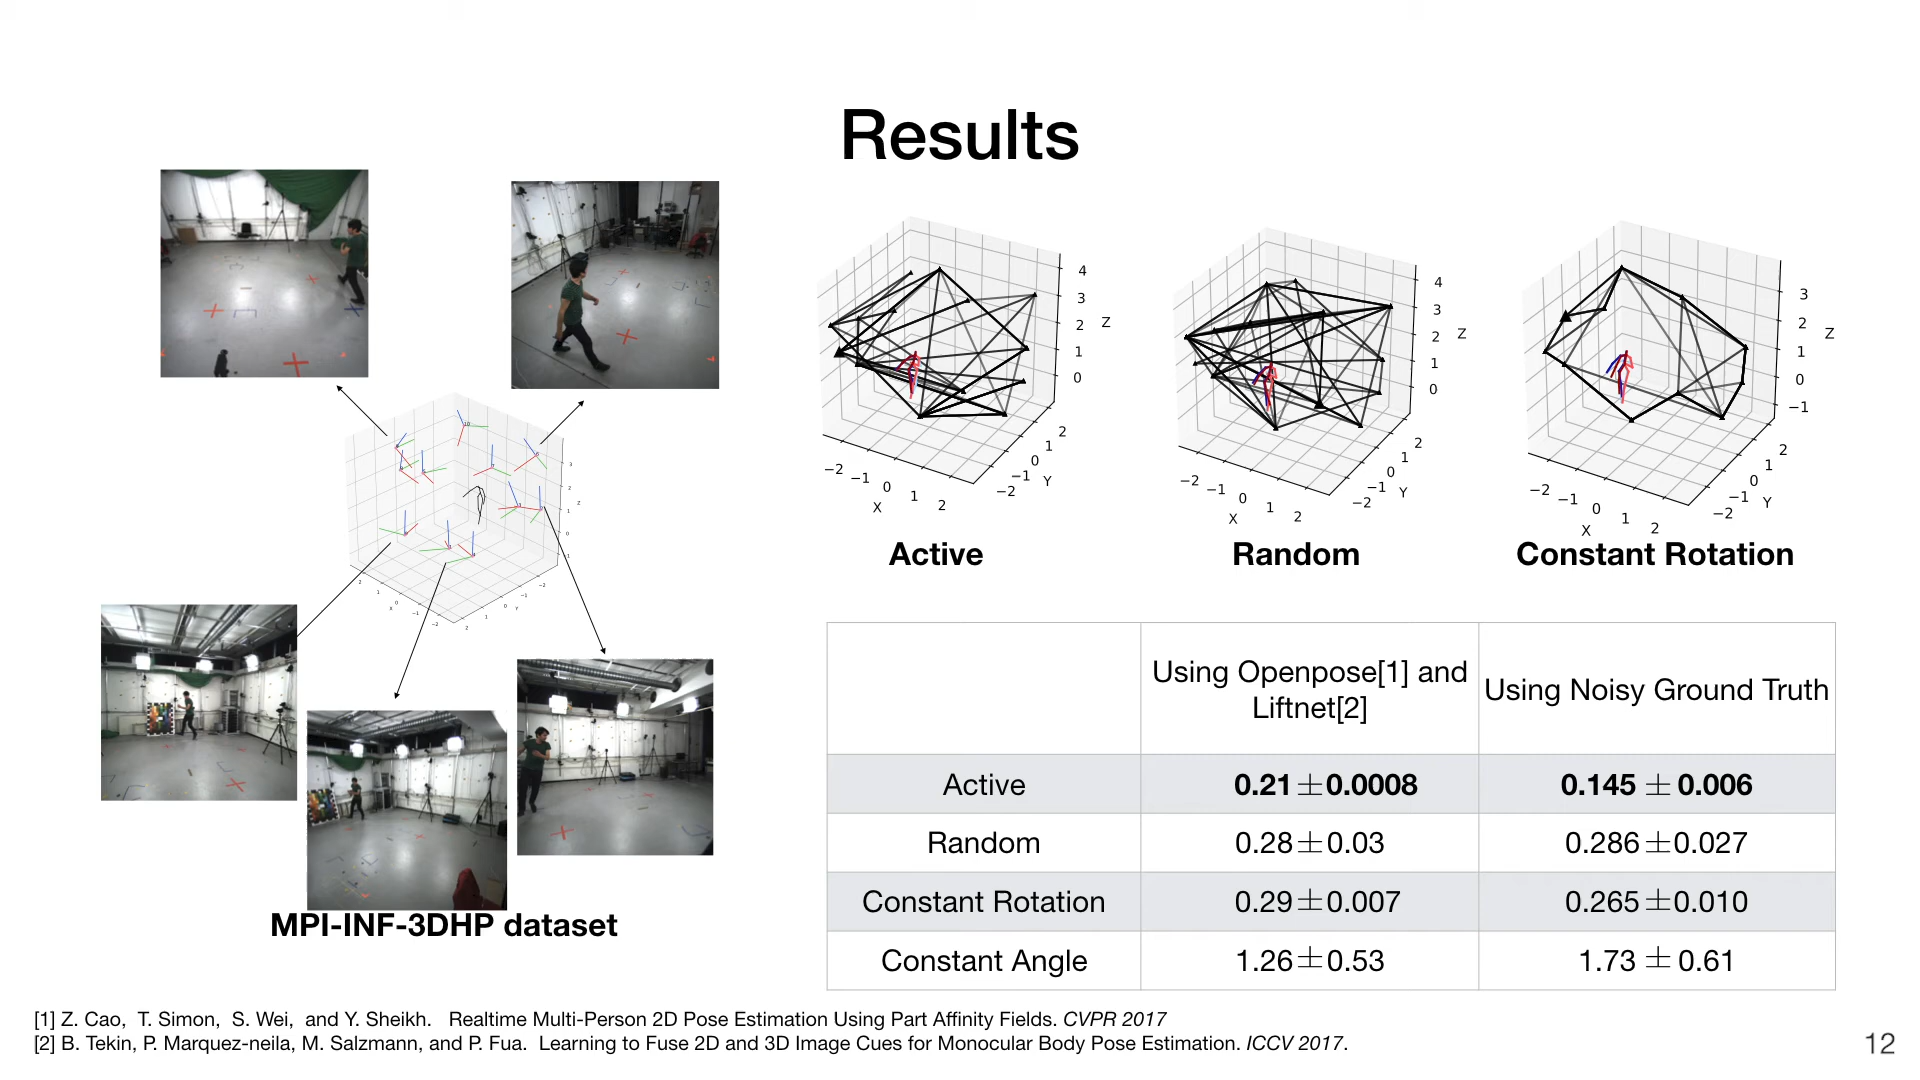 Results
MPI-INF-3DHP dataset
4
3
2
1
0
Z
2
1
0
−1
−2
Y
−2
−1
0
1
2
X
Active
4
3
2
1
0
Z
2
1
0
−1
−2
Y
−2
−1
0
1
2
X
Random
3
2
1
0
−1
Z
2
1
0
−1
−2
Y
−2
−1
0
1
2
X
Constant Rotation
Using Openpose[1] and
Liftnet[2]
Using Noisy Ground Truth
Active
0.21 ± 0.0008
0.145 ± 0.006
Random
0.28 ± 0.03
0.286 ± 0.027
Constant Rotation
0.29 ± 0.007
0.265 ± 0.010
Constant Angle
1.26 ± 0.53
1.73 ± 0.61
[1] Z. Cao, T. Simon, S. Wei, and Y. Sheikh. Realtime Multi-Person 2D Pose Estimation Using Part Affinity Fields. CVPR 2017
[2] B. Tekin, P. Marquez-neila, M. Salzmann, and P. Fua. Learning to Fuse 2D and 3D Image Cues for Monocular Body Pose Estimation. ICCV 2017.
12